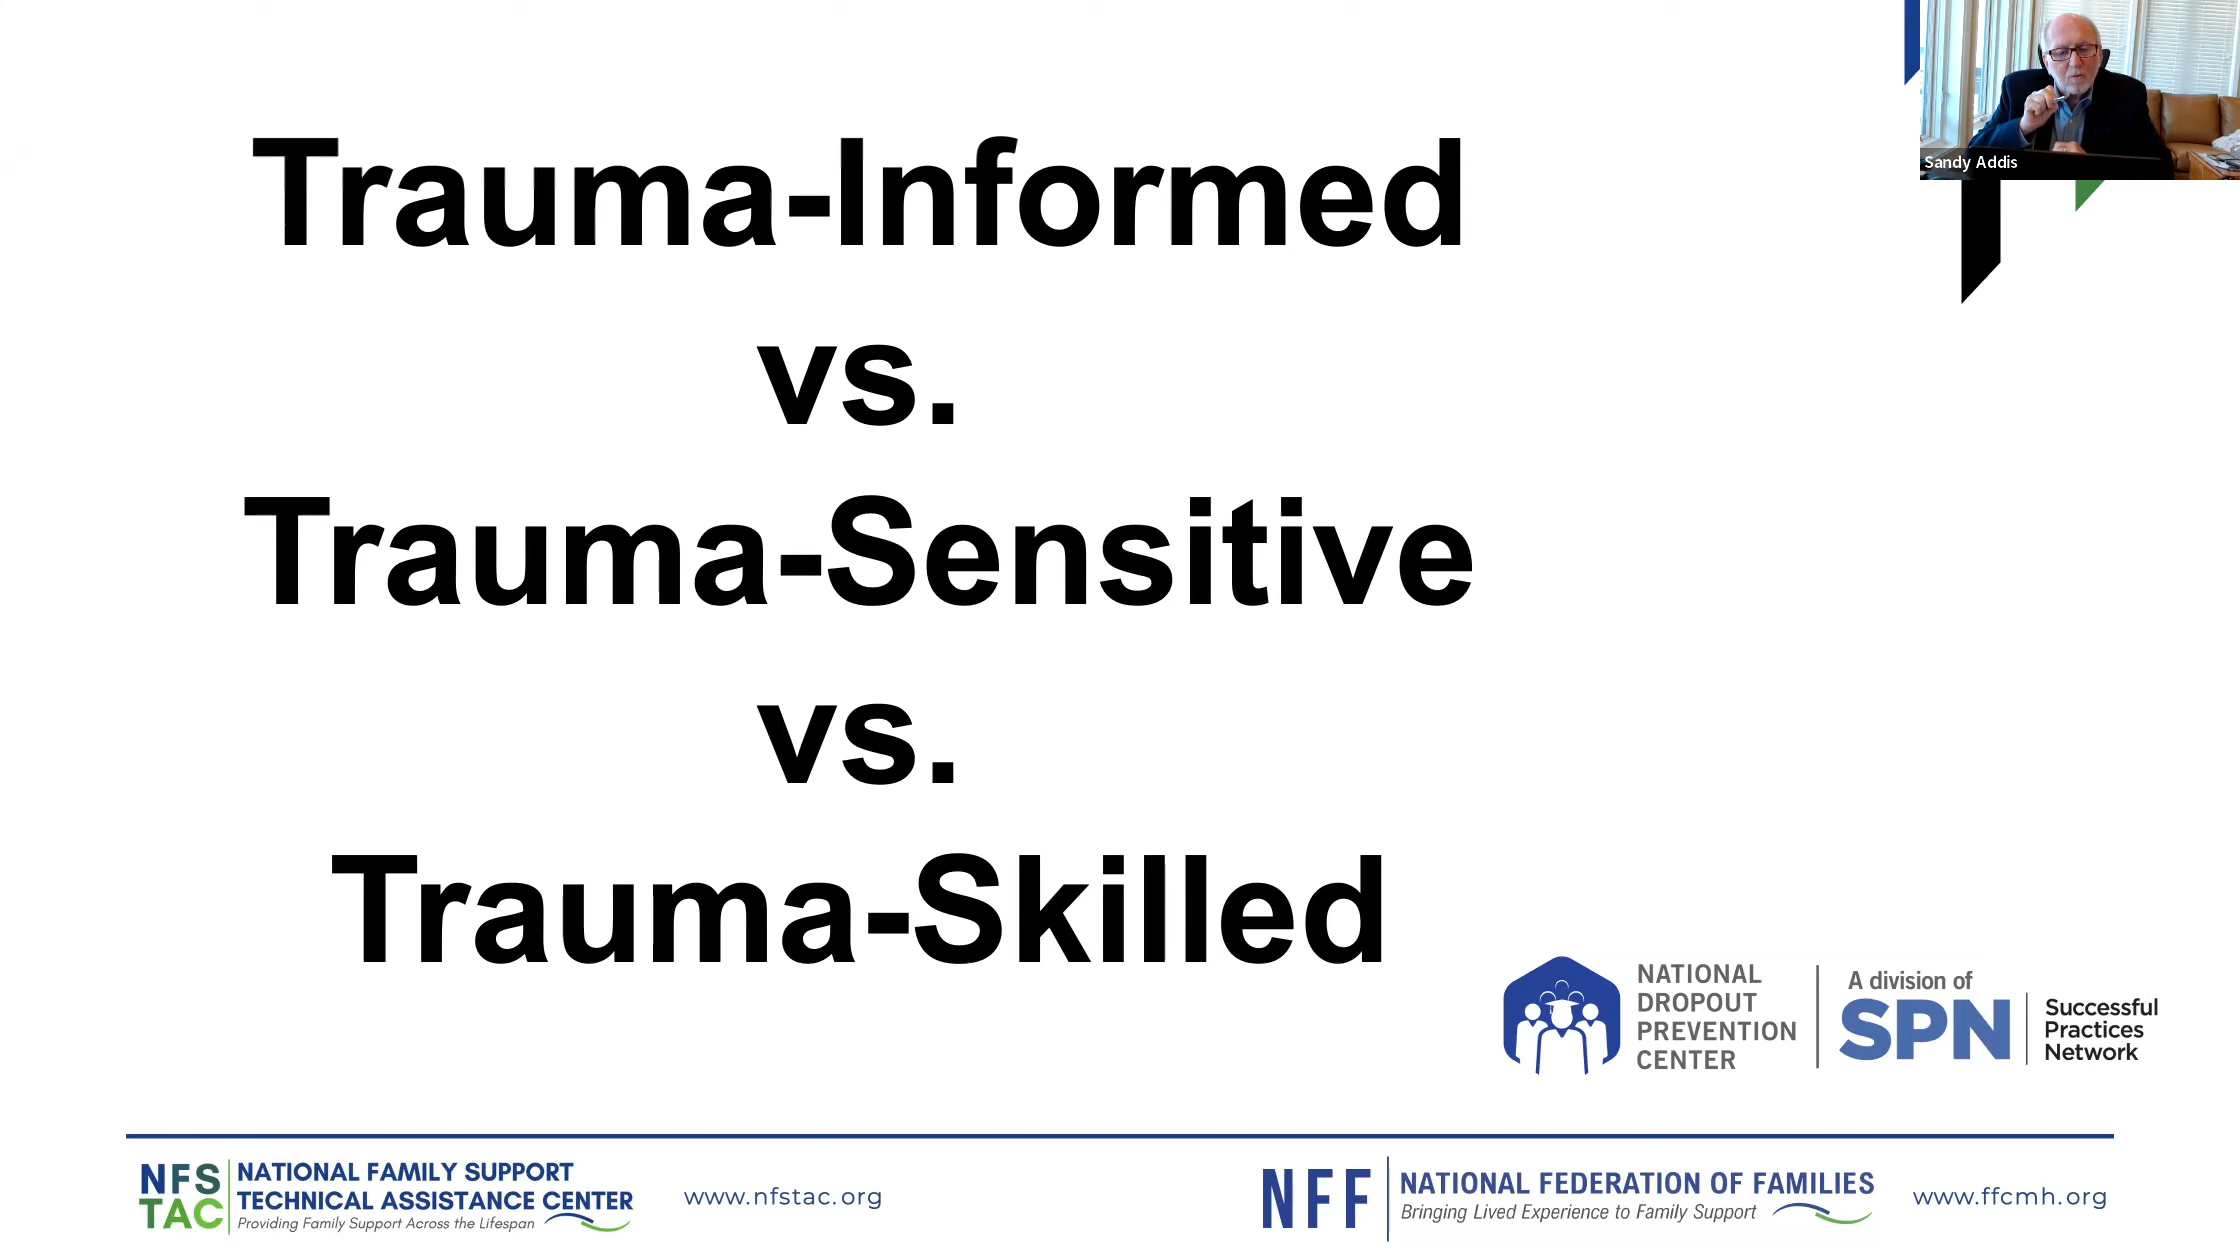 Trauma-Informed
vs.
Trauma-Sensitive
vs.
Trauma-Skilled
Sandy Addis
NATIONAL
DROPOUT
PREVENTION
CENTER
A division of
SPN
Successful
Practices
Network
NFS
TAC
NATIONAL FAMILY SUPPORT
TECHNICAL ASSISTANCE CENTER
Providing Family Support Across the Lifespan
www.nfstac.org
NFF
NATIONAL FEDERATION OF FAMILIES
Bringing Lived Experience to Family Support
www.ffcmh.org